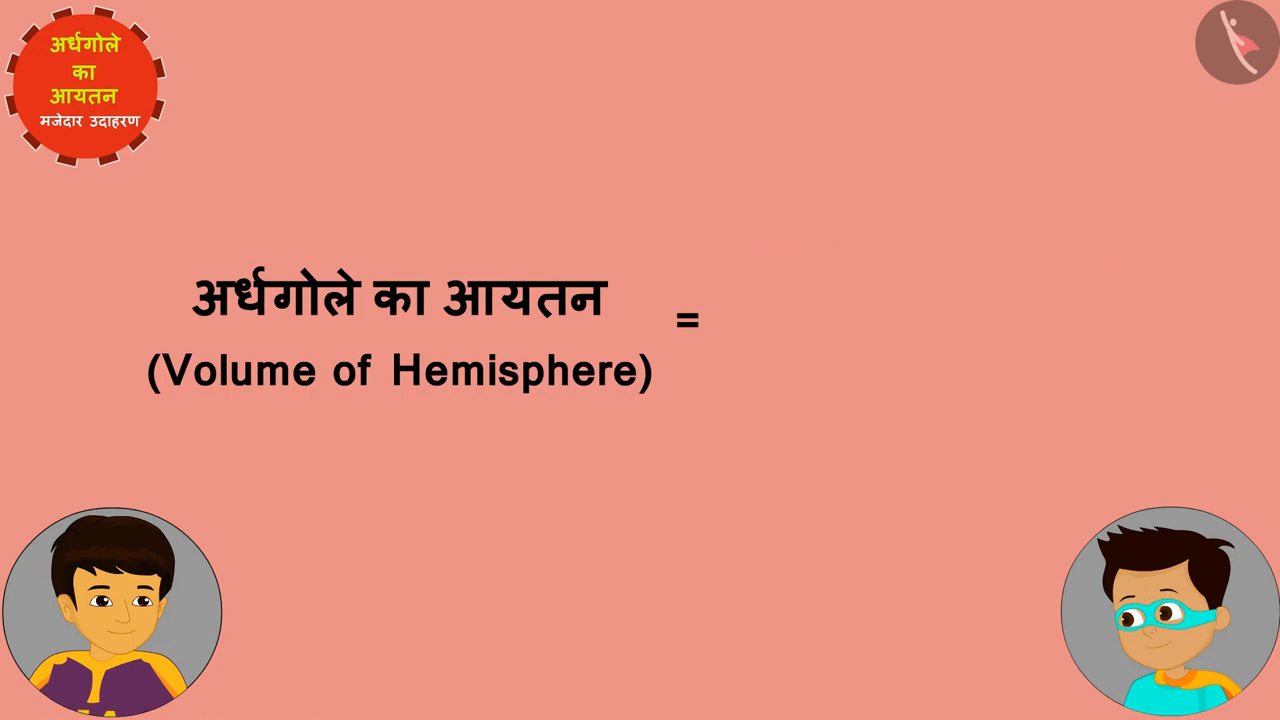 अर्धगोले
का
आयतन
मजेदार उदाहरण
अर्धगोले का आयतन
=
(Volume of Hemisphere)